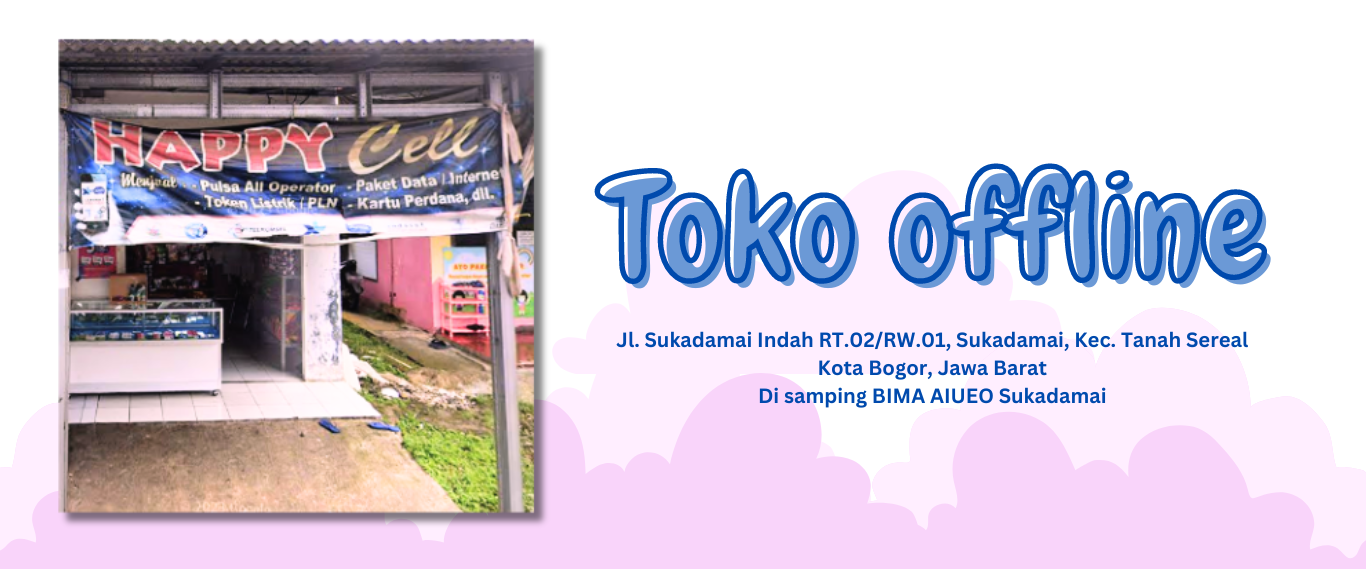 HAPPY Cell
Menjual .. - Pulsa All Operator - Paket Data / Internet
- Token Listrik / PLN - Kartu Perdana, dll.
Toko offline
Jl. Sukadamai Indah RT.02/RW.01, Sukadamai, Kec. Tanah Sereal
Kota Bogor, Jawa Barat
Di samping BIMA AIUEO Sukadamai